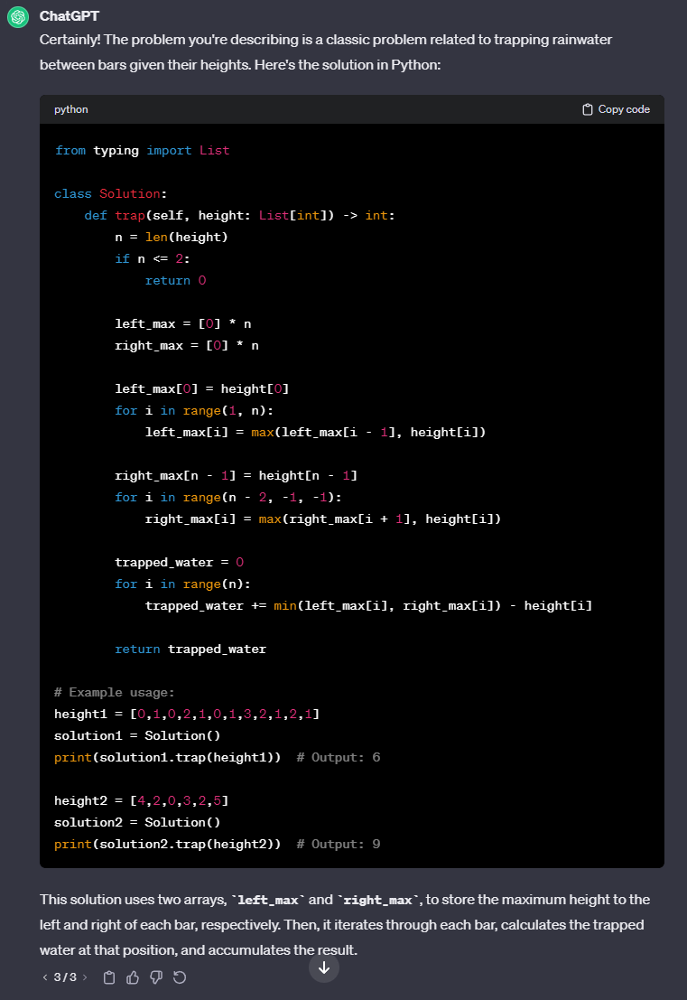 ChatGPT
Certainly! The problem you're describing is a classic problem related to trapping rainwater
between bars given their heights. Here's the solution in Python:
python
Copy code
from typing import List
class Solution:
    def trap(self, height: List[int]) -> int:
        n = len(height)
        if n <= 2:
            return 0
        left_max = [0] * n
        right_max = [0] * n
        left_max[0] = height[0]
        for i in range(1, n):
            left_max[i] = max(left_max[i - 1], height[i])
        right_max[n - 1] = height[n - 1]
        for i in range(n - 2, -1, -1):
            right_max[i] = max(right_max[i + 1], height[i])
        trapped_water = 0
        for i in range(n):
            trapped_water += min(left_max[i], right_max[i]) - height[i]
        return trapped_water
# Example usage:
height1 = [0,1,0,2,1,0,1,3,2,1,2,1]
solution1 = Solution()
print(solution1.trap(height1))  # Output: 6
height2 = [4,2,0,3,2,5]
solution2 = Solution()
print(solution2.trap(height2))  # Output: 9
This solution uses two arrays, `left_max` and `right_max`, to store the maximum height to the
left and right of each bar, respectively. Then, it iterates through each bar, calculates the trapped
water at that position, and accumulates the result.
3/3